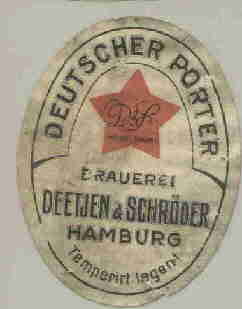 DEUTSCHER PORTER
D&S
BRAUEREI
DEETJEN & SCHRÖDER
HAMBURG
Temperirt lagern!